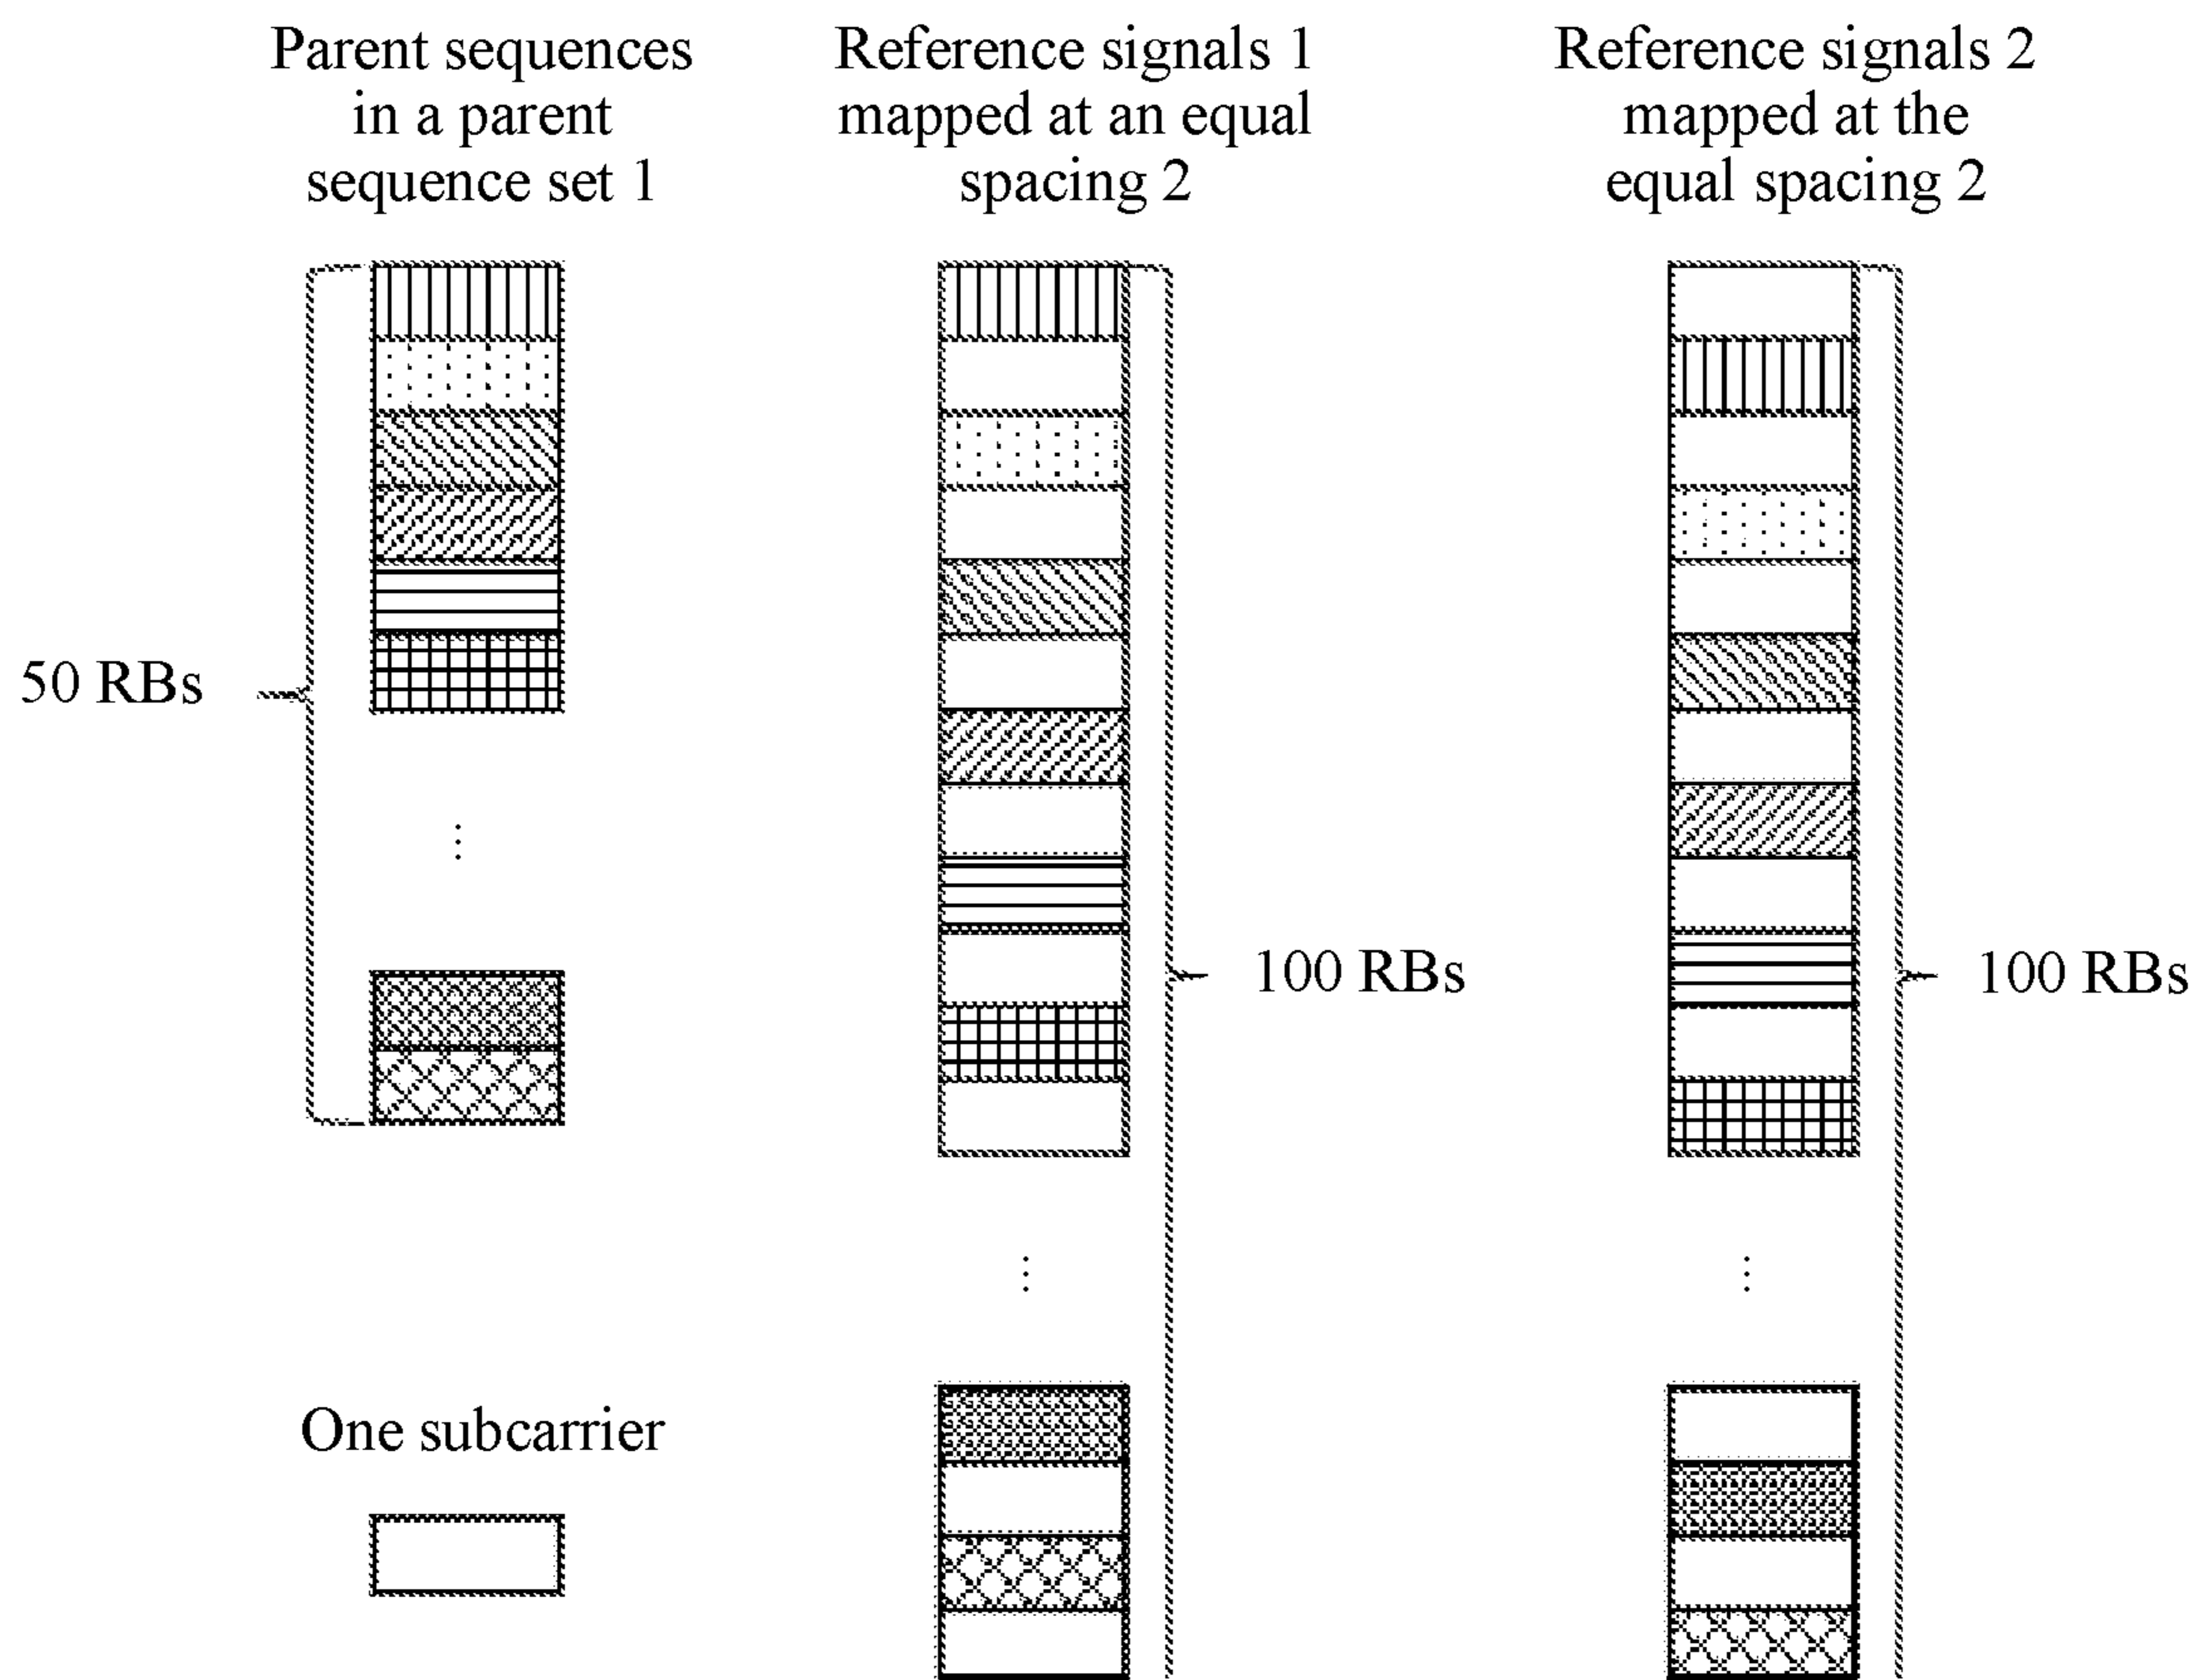 Parent sequences
in a parent
sequence set 1
Reference signals 1
mapped at an equal
spacing 2
Reference signals 2
mapped at the
equal spacing 2
50 RBs
100 RBs
100 RBs
One subcarrier